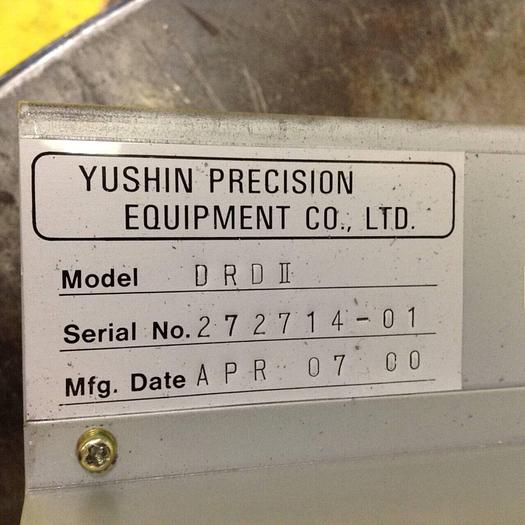 YUSHIN PRECISION
EQUIPMENT CO., LTD.
Model DRDⅡ
Serial No. 272714-01
Mfg. Date APR 07 00